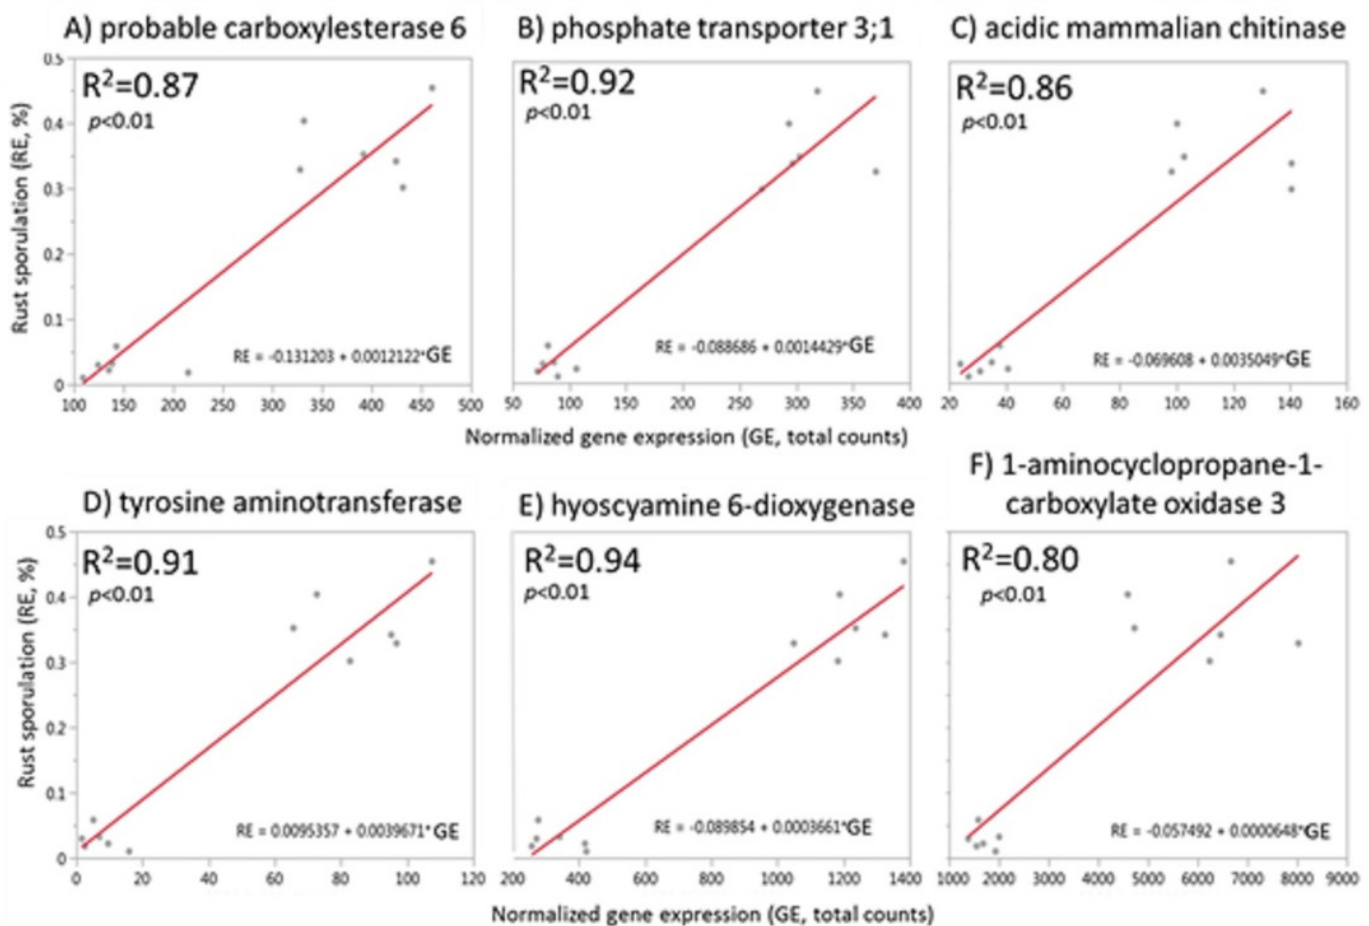 A) probable carboxylesterase 6
B) phosphate transporter 3;1
C) acidic mammalian chitinase
R²=0.87
p<0.01
R²=0.92
p<0.01
R²=0.86
p<0.01
Rust sporulation (RE, %)
0.5
0.4
0.3
0.2
0.1
0
RE = -0.131203 + 0.0012122*GE
RE = -0.088686 + 0.0014429*GE
RE = -0.069608 + 0.0035049*GE
100 150 200 250 300 350 400 450 500
50 100 150 200 250 300 350 400
20 40 60 80 100 120 140 160
Normalized gene expression (GE, total counts)
D) tyrosine aminotransferase
E) hyoscyamine 6-dioxygenase
F) 1-aminocyclopropane-1-
carboxylate oxidase 3
R²=0.91
p<0.01
R²=0.94
p<0.01
R²=0.80
p<0.01
Rust sporulation (RE, %)
0.5
0.4
0.3
0.2
0.1
0
RE = 0.0095357 + 0.0039671*GE
RE = -0.089854 + 0.0003661*GE
RE = -0.057492 + 0.0000648*GE
0 20 40 60 80 100 120
200 400 600 800 1000 1200 1400
1000 2000 3000 4000 5000 6000 7000 8000 9000
Normalized gene expression (GE, total counts)